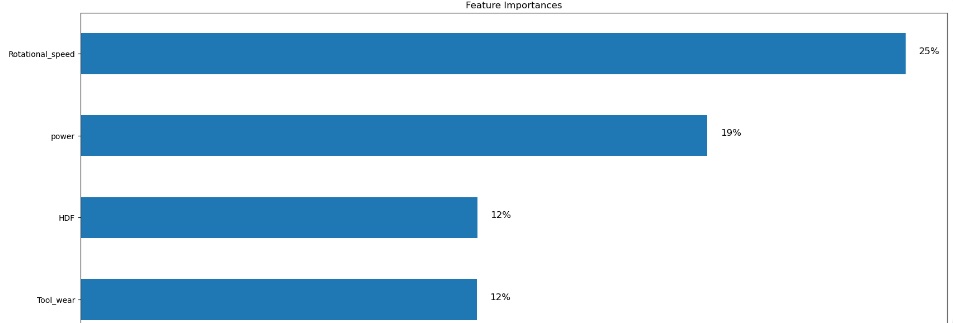 Feature Importances
Rotational_speed
25%
power
19%
HDF
12%
Tool_wear
12%